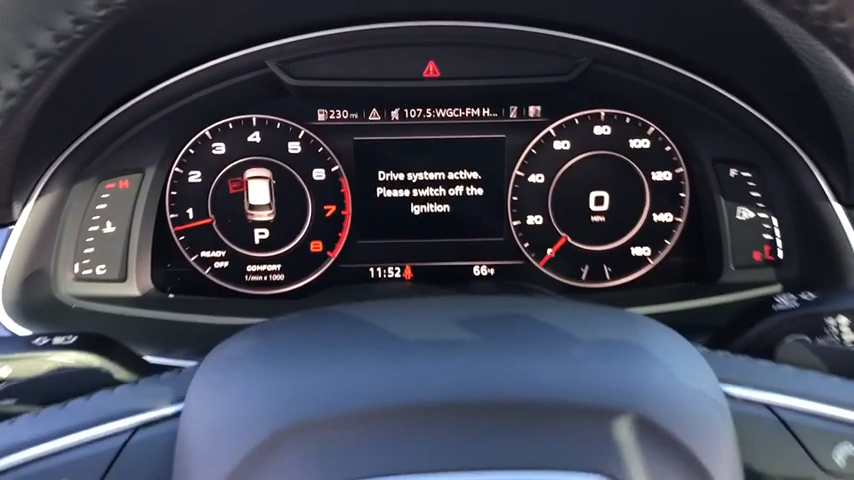 230 mi
107.5:WGCI-FM H...
Drive system active.
Please switch off the
ignition
1 2 3 4 5 6 7 8
P
READY
OFF
COMFORT
1/min x 1000
0 20 40 60 80 100 120 140 160
0
MPH
H
C
F
E
11:52
66°F